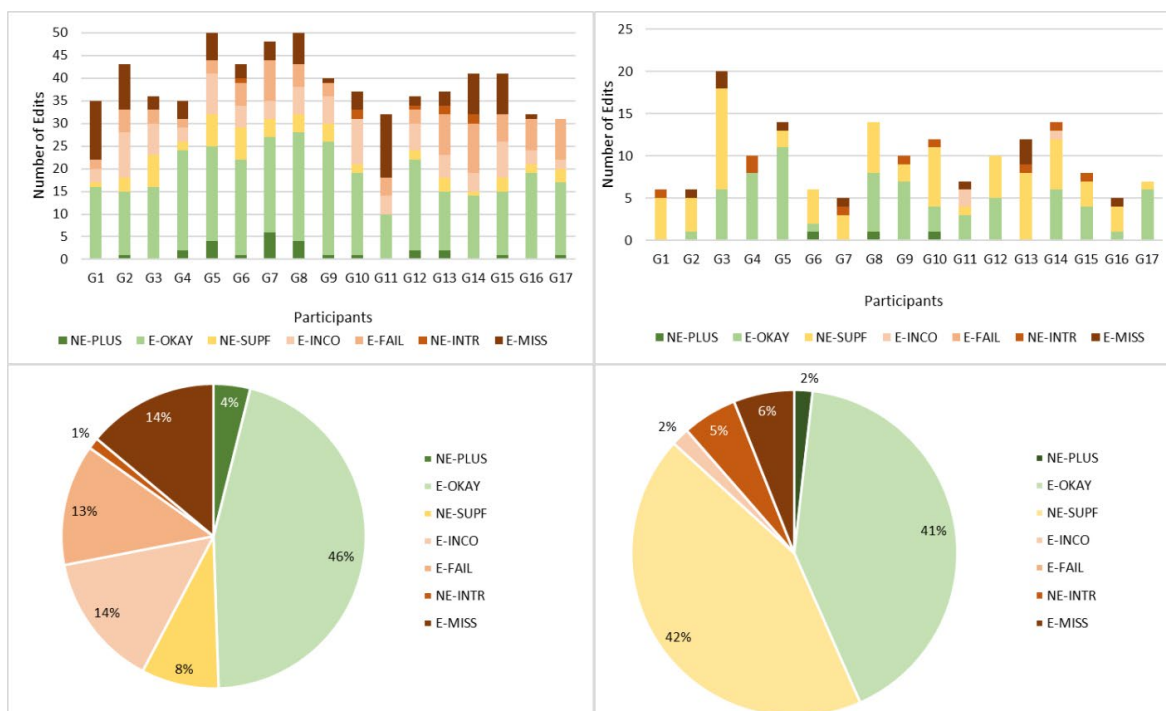 Number of Edits
50
45
40
35
30
25
20
15
10
5
0
G1 G2 G3 G4 G5 G6 G7 G8 G9 G10 G11 G12 G13 G14 G15 G16 G17
Participants
NE-PLUS E-OKAY NE-SUPF E-INCO E-FAIL NE-INTR E-MISS
Number of Edits
25
20
15
10
5
0
G1 G2 G3 G4 G5 G6 G7 G8 G9 G10 G11 G12 G13 G14 G15 G16 G17
Participants
NE-PLUS E-OKAY NE-SUPF E-INCO E-FAIL NE-INTR E-MISS
4%
46%
8%
14%
13%
1%
14%
NE-PLUS
E-OKAY
NE-SUPF
E-INCO
E-FAIL
NE-INTR
E-MISS
2%
41%
42%
2%
5%
6%
NE-PLUS
E-OKAY
NE-SUPF
E-INCO
E-FAIL
NE-INTR
E-MISS